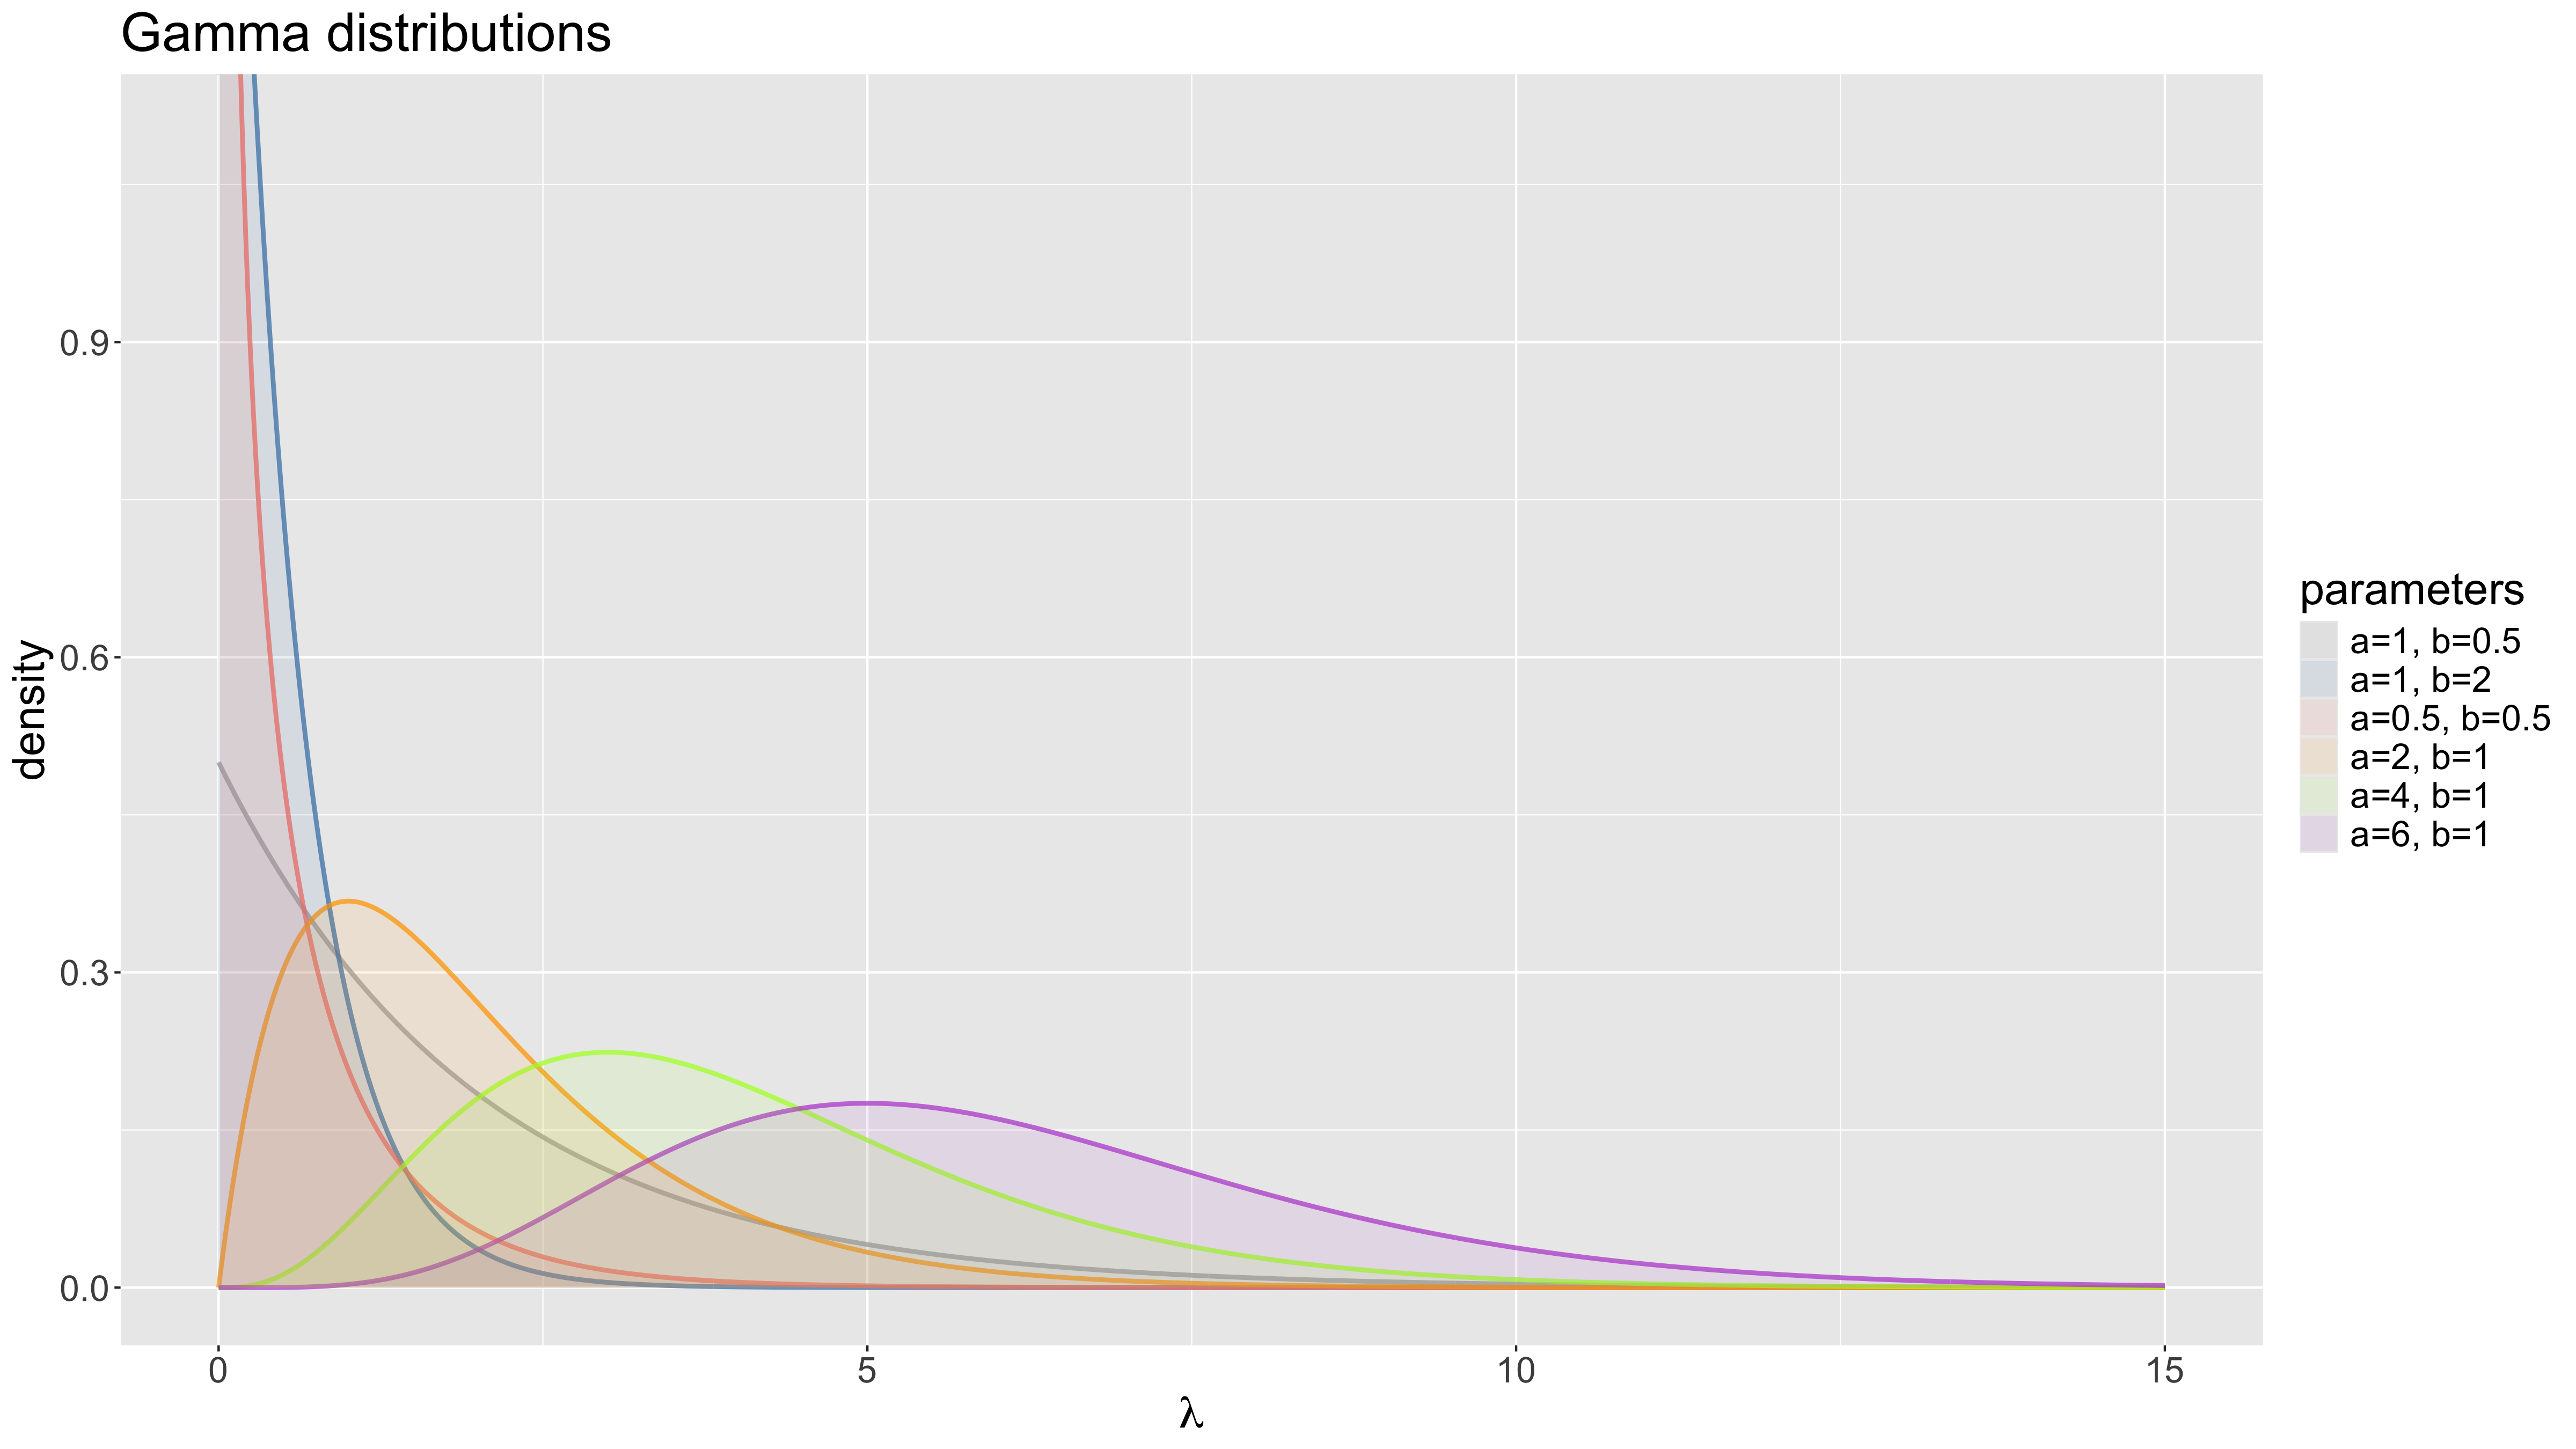 Gamma distributions
density
0.9
0.6
0.3
0.0
0
5
10
15
λ
parameters
a=1, b=0.5
a=1, b=2
a=0.5, b=0.5
a=2, b=1
a=4, b=1
a=6, b=1